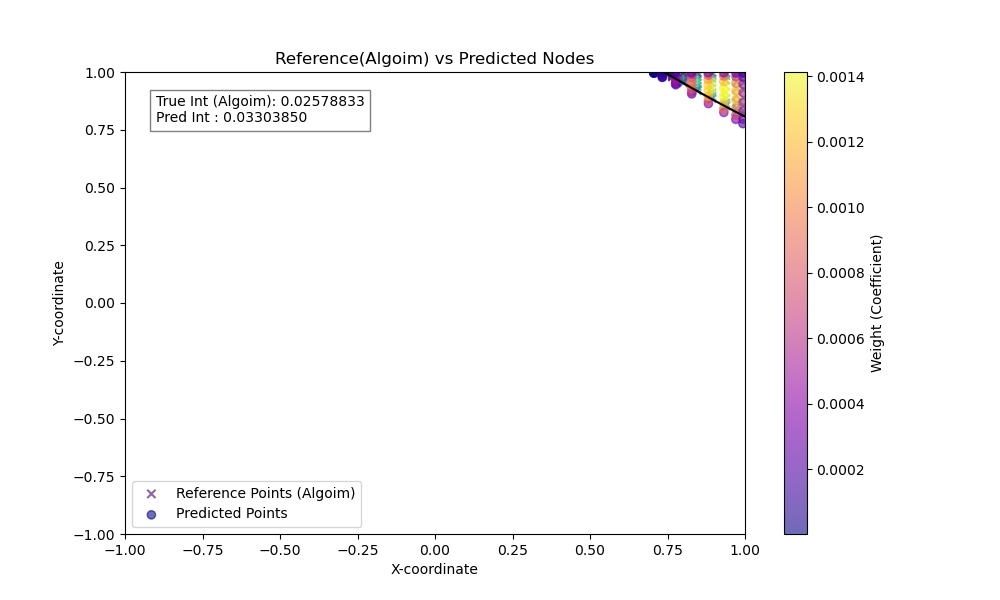 Reference(Algoim) vs Predicted Nodes
True Int (Algoim): 0.02578833
Pred Int : 0.03303850
1.00
0.75
0.50
0.25
0.00
−0.25
−0.50
−0.75
−1.00
Y-coordinate
Reference Points (Algoim)
Predicted Points
−1.00 −0.75 −0.50 −0.25 0.00 0.25 0.50 0.75 1.00
X-coordinate
0.0014
0.0012
0.0010
0.0008
0.0006
0.0004
0.0002
Weight (Coefficient)